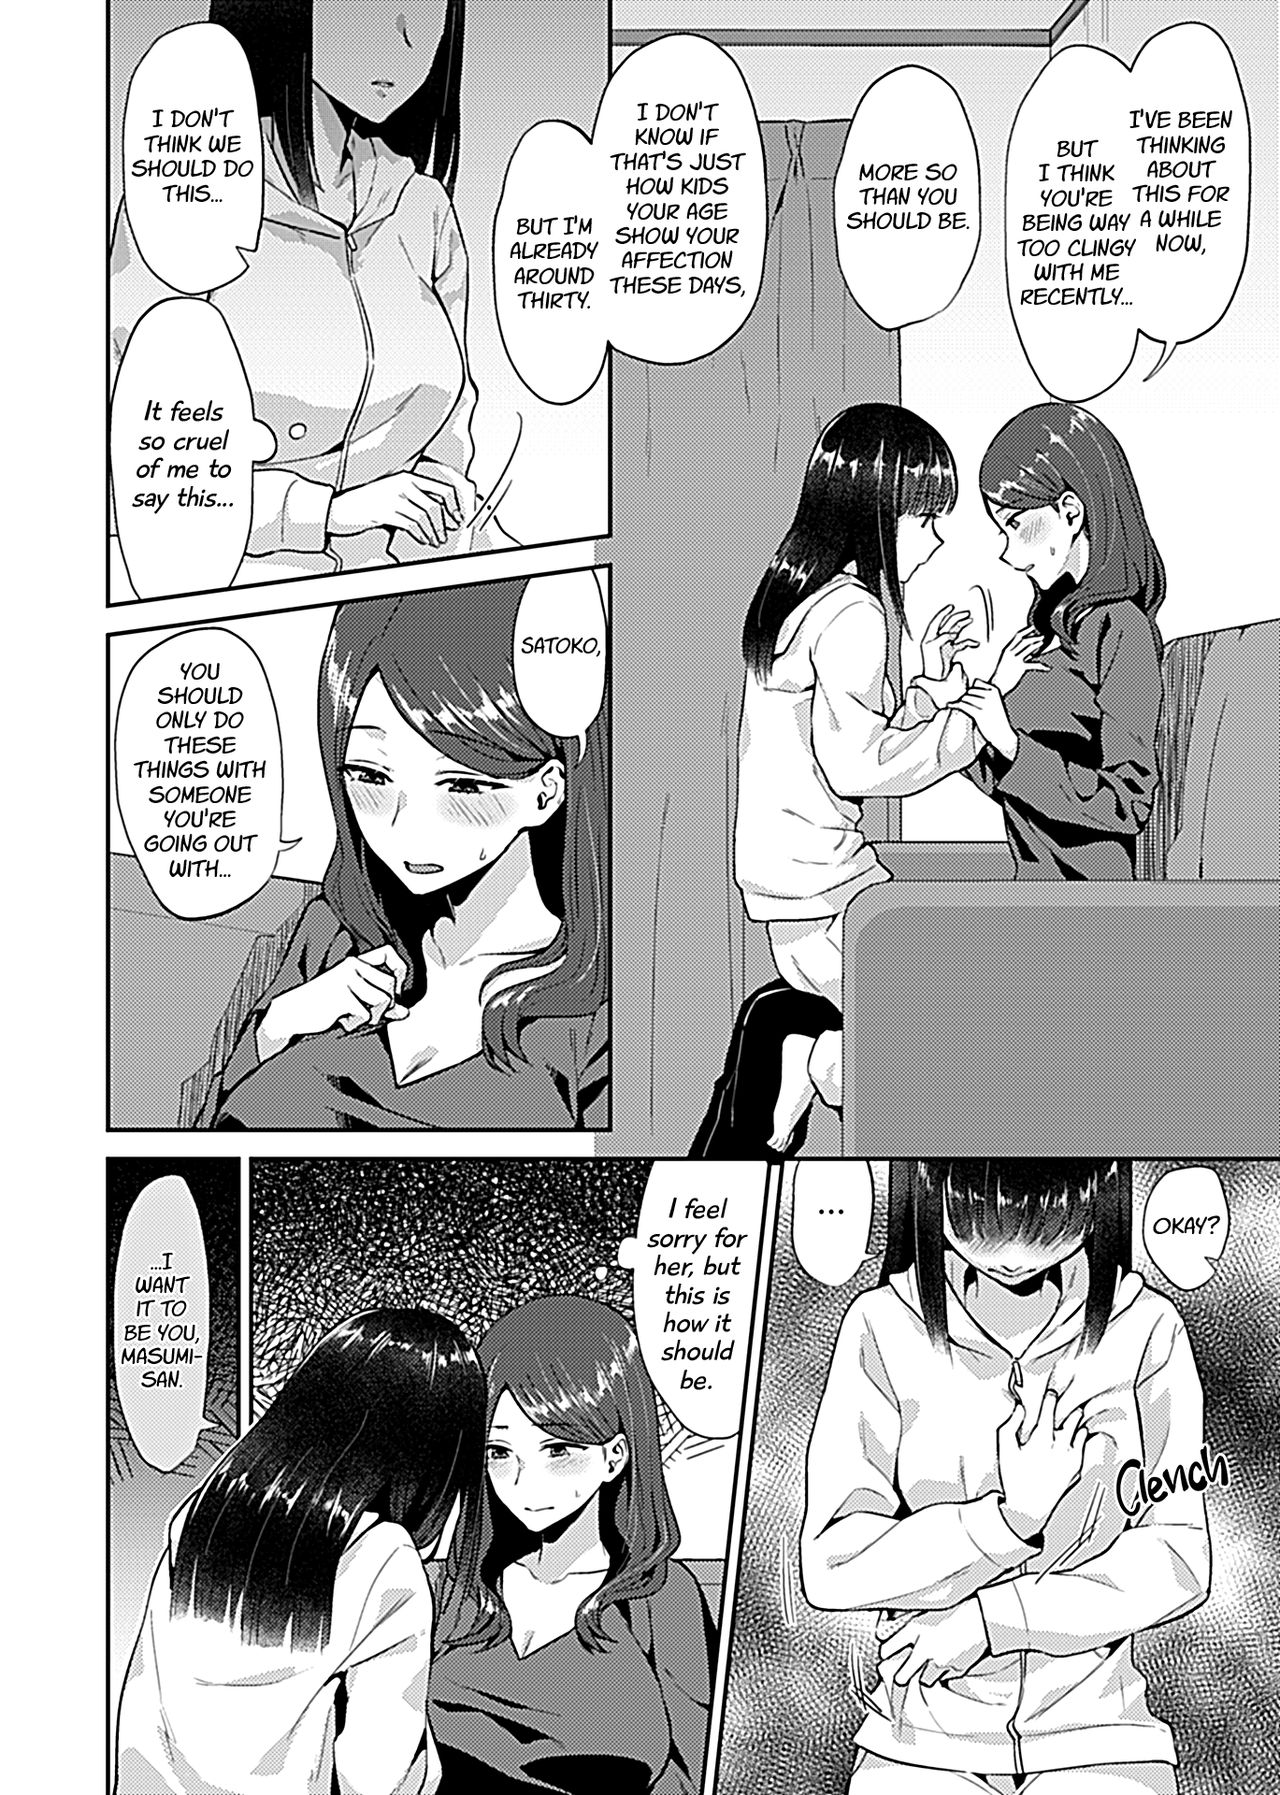 I'VE BEEN
THINKING
ABOUT
THIS FOR
A WHILE
NOW,
BUT
I THINK
YOU'RE
BEING WAY
TOO CLINGY
WITH ME
RECENTLY...
MORE SO
THAN YOU
SHOULD BE.
I DON'T
KNOW IF
THAT'S JUST
HOW KIDS
YOUR AGE
SHOW YOUR
AFFECTION
THESE DAYS,
BUT I'M
ALREADY
AROUND
THIRTY.
I DON'T
THINK WE
SHOULD DO
THIS...
It feels
so cruel
of me to
say this...
SATOKO,
YOU
SHOULD
ONLY DO
THESE
THINGS WITH
SOMEONE
YOU'RE
GOING OUT
WITH...
OKAY?
...
Clench
I feel
sorry for
her, but
this is
how it
should
be.
...I
WANT
IT TO
BE YOU,
MASUMI-
SAN.